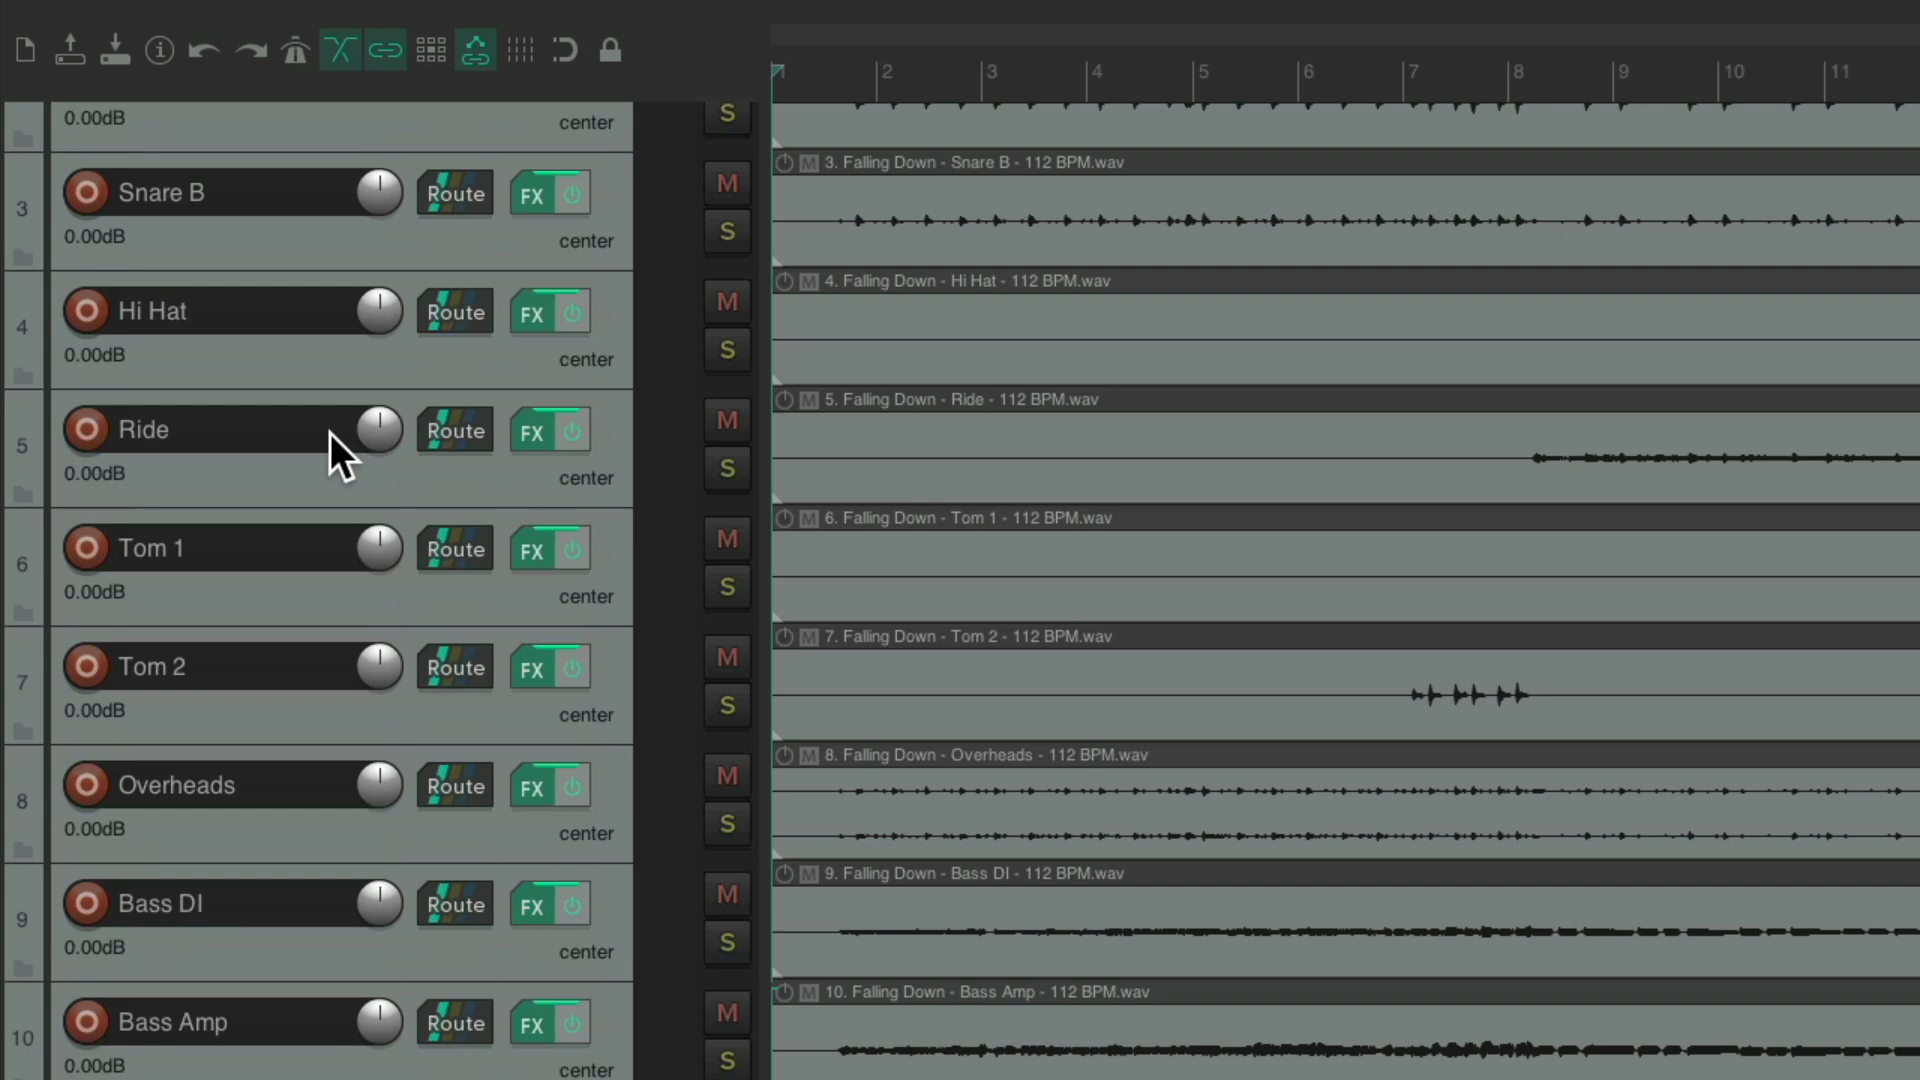 1 2 3 4 5 6 7 8 9 10 11
0.00dB center S
3. Falling Down - Snare B - 112 BPM.wav
3 Snare B Route FX M
0.00dB center S
4. Falling Down - Hi Hat - 112 BPM.wav
4 Hi Hat Route FX M
0.00dB center S
5. Falling Down - Ride - 112 BPM.wav
5 Ride Route FX M
0.00dB center S
6. Falling Down - Tom 1 - 112 BPM.wav
6 Tom 1 Route FX M
0.00dB center S
7. Falling Down - Tom 2 - 112 BPM.wav
7 Tom 2 Route FX M
0.00dB center S
8. Falling Down - Overheads - 112 BPM.wav
8 Overheads Route FX M
0.00dB center S
9. Falling Down - Bass DI - 112 BPM.wav
9 Bass DI Route FX M
0.00dB center S
10. Falling Down - Bass Amp - 112 BPM.wav
10 Bass Amp Route FX M
0.00dB center S